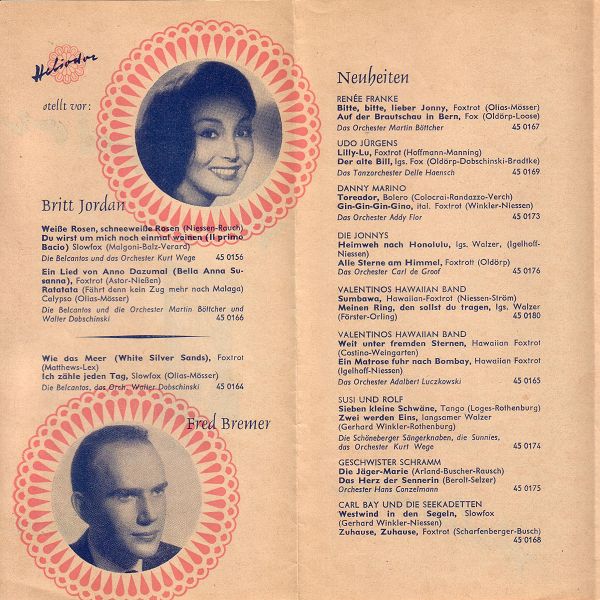 Heliodor
stellt vor:
Britt Jordan
Weiße Rosen, schneeweiße Rosen (Niessen-Rauch)
Du wirst um mich noch einmal weinen (Il primo
Bacio) Slowfox (Malgoni-Balz-Verard)
Die Belcantos und das Orchester Kurt Wege 45 0156
Ein Lied von Anno Dazumal (Bella Anna Su-
sanna), Foxtrot (Astor-Nießen)
Ratatata (Fährt denn kein Zug mehr nach Malaga)
Calypso (Olias-Mösser)
Die Belcantos und die Orchester Martin Böttcher und
Walter Dobschinski 45 0166
Wie das Meer (White Silver Sands), Foxtrot
(Matthews-Lex)
Ich zähle jeden Tag, Slowfox (Olias-Mösser)
Die Belcantos, das Orch. Walter Dobschinski 45 0164
Fred Bremer
Neuheiten
RENÉE FRANKE
Bitte, bitte, lieber Jonny, Foxtrot (Olias-Mösser)
Auf der Brautschau in Bern, Fox (Oldörp-Loose)
Das Orchester Martin Böttcher 45 0167
UDO JÜRGENS
Lilly-Lu, Foxtrot (Hoffmann-Manning)
Der alte Bill, lgs. Fox (Oldörp-Dobschinski-Bradtke)
Das Tanzorchester Delle Haensch 45 0169
DANNY MARINO
Toreador, Bolero (Colocrai-Randazzo-Verch)
Gin-Gin-Gin-Gino, ital. Foxtrot (Winkler-Niessen)
Das Orchester Addy Flor 45 0173
DIE JONNYS
Heimweh nach Honolulu, lgs. Walzer, (Igelhoff-
Niessen)
Alle Sterne am Himmel, Foxtrott (Oldörp)
Das Orchester Carl de Groof 45 0176
VALENTINOS HAWAIIAN BAND
Sumbawa, Hawaiian-Foxtrot (Niessen-Ström)
Meinen Ring, den sollst du tragen, lgs. Walzer
(Förster-Orling) 45 0180
VALENTINOS HAWAIIAN BAND
Weit unter fremden Sternen, Hawaiian Foxtrot
(Costino-Weingarten)
Ein Matrose fuhr nach Bombay, Hawaiian Foxtrot
(Igelhoff-Niessen)
Das Orchester Adalbert Luczkowski 45 0165
SUSI UND ROLF
Sieben kleine Schwäne, Tango (Loges-Rothenburg)
Zwei werden Eins, langsamer Walzer
(Gerhard Winkler-Rothenburg)
Die Schöneberger Sängerknaben, die Sunnies,
das Orchester Kurt Wege 45 0174
GESCHWISTER SCHRAMM
Die Jäger-Marie (Arland-Buscher-Rausch)
Das Herz der Sennerin (Berolt-Selzer)
Orchester Hans Conzelmann 45 0175
CARL BAY UND DIE SEEKADETTEN
Westwind in den Segeln, Slowfox
(Gerhard Winkler-Niessen)
Zuhause, Zuhause, Foxtrot (Scharfenberger-Busch)
45 0168